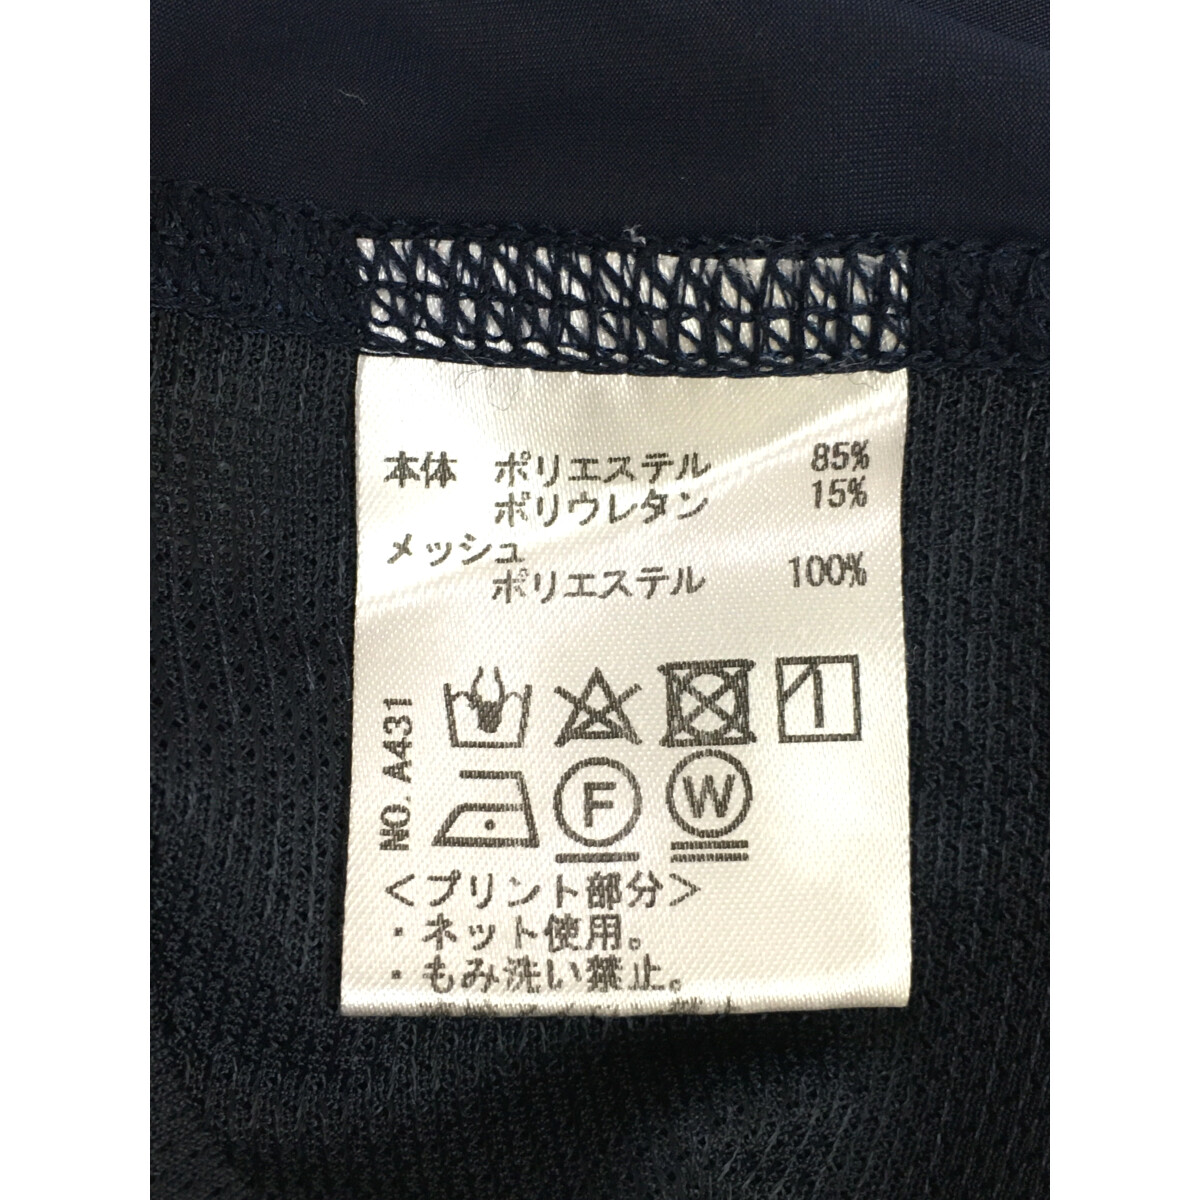 本体 ポリエステル 85%
ポリウレタン 15%
メッシュ
ポリエステル 100%
NO. A431
F
W
<プリント部分>
・ネット使用。
・もみ洗い禁止。